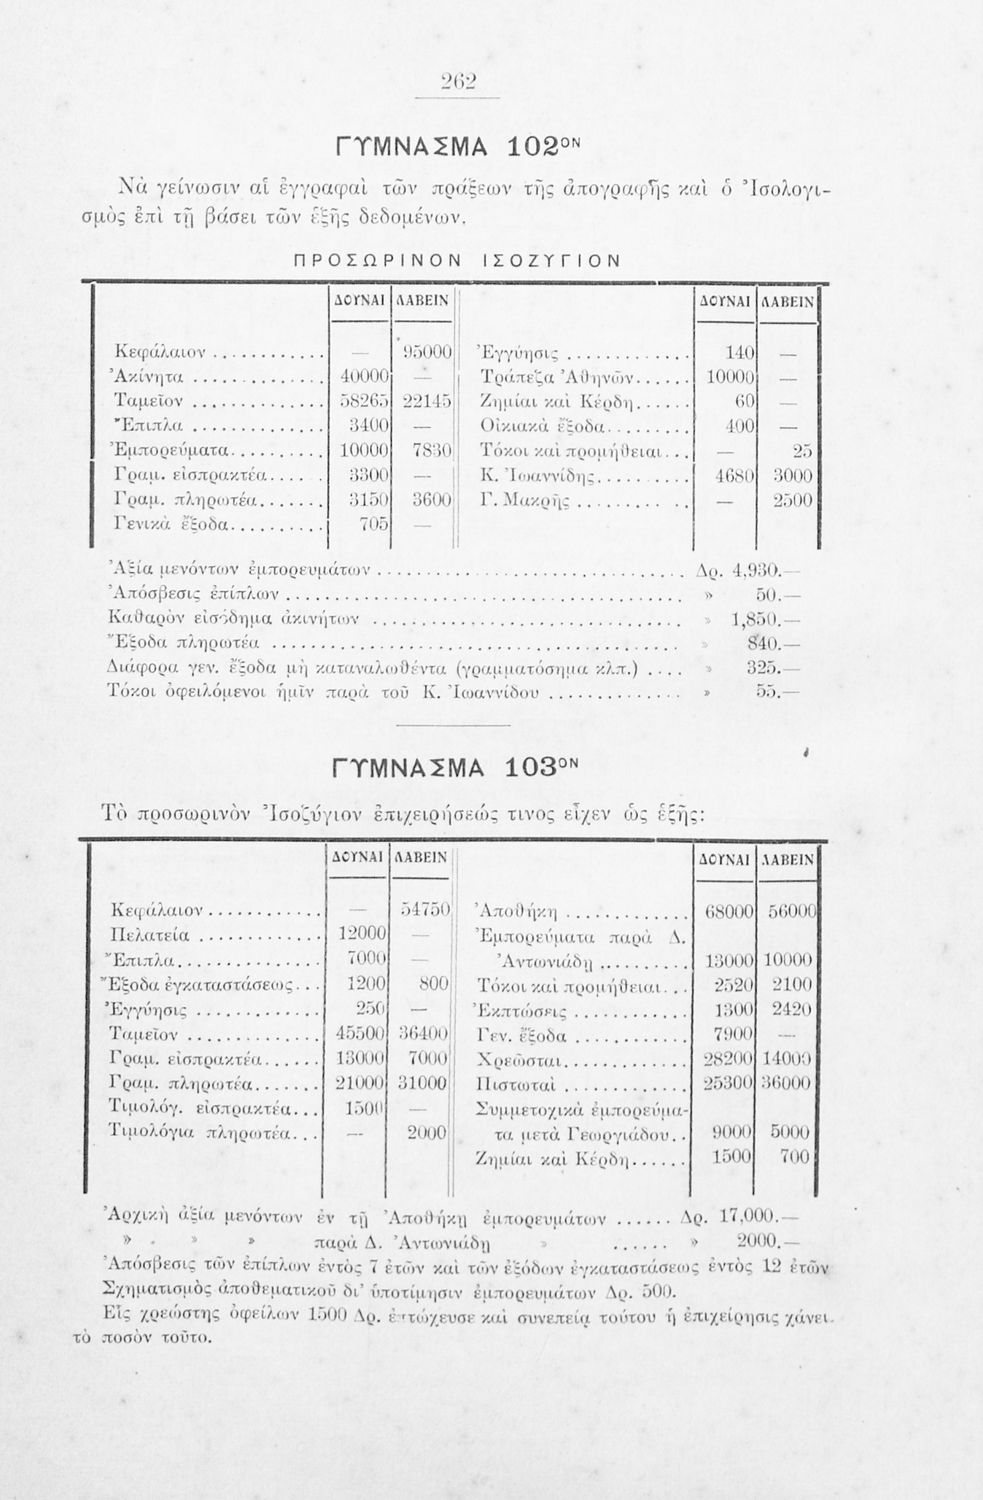 262
ΓΥΜΝΑΣΜΑ 102ΟΝ
Νὰ γείνωσιν αἱ ἐγγραφαὶ τῶν πράξεων τῆς ἀπογραφῆς καὶ ὁ Ἰσολογι-
σμὸς ἐπὶ τῇ βάσει τῶν ἑξῆς δεδομένων.
ΠΡΟΣΩΡΙΝΟΝ ΙΣΟΖΥΓΙΟΝ
ΔΟΥΝΑΙ ΛΑΒΕΙΝ ΔΟΥΝΑΙ ΛΑΒΕΙΝ
Κεφάλαιον ............ — 95000 Ἐγγύησις ............ 140 —
Ἀκίνητα ............ 40000 — Τράπεζα Ἀθηνῶν...... 10000 —
Ταμεῖον ............ 58265 22145 Ζημίαι καὶ Κέρδη...... 60 —
Ἔπιπλα ............ 3400 — Οἰκιακὰ ἔξοδα......... 400 —
Ἐμπορεύματα.......... 10000 7830 Τόκοι καὶ προμήθειαι... — 25
Γραμ. εἰσπρακτέα...... 3300 — Κ. Ἰωαννίδης.......... 4680 3000
Γραμ. πληρωτέα....... 3150 3600 Γ. Μακρῆς ............ — 2500
Γενικὰ ἔξοδα.......... 705 —
Ἀξία μενόντων ἐμπορευμάτων ........................ Δρ. 4,930.—
Ἀπόσβεσις ἐπίπλων ........................ » 50.—
Καθαρὸν εἰσόδημα ἀκινήτων ........................ » 1,850.—
Ἔξοδα πληρωτέα ........................ » 840.—
Διάφορα γεν. ἔξοδα μὴ καταναλωθέντα (γραμματόσημα κλπ.) .... » 325.—
Τόκοι ὀφειλόμενοι ἡμῖν παρὰ τοῦ Κ. Ἰωαννίδου .............. » 55.—
ΓΥΜΝΑΣΜΑ 103ΟΝ
Τὸ προσωρινὸν Ἰσοζύγιον ἐπιχειρήσεώς τινος εἶχεν ὡς ἑξῆς:
ΔΟΥΝΑΙ ΛΑΒΕΙΝ ΔΟΥΝΑΙ ΛΑΒΕΙΝ
Κεφάλαιον ............ — 54750 Ἀποθήκη ............ 68000 56000
Πελατεία ............ 12000 — Ἐμπορεύματα παρὰ Δ.
Ἔπιπλα.............. 7000 — Ἀντωνιάδῃ .......... 13000 10000
Ἔξοδα ἐγκαταστάσεως... 1200 800 Τόκοι καὶ προμήθειαι... 2520 2100
Ἐγγύησις ............ 250 — Ἐκπτώσεις ............ 1300 2420
Ταμεῖον ............ 45500 36400 Γεν. ἔξοδα ............ 7900 —
Γραμ. εἰσπρακτέα...... 13000 7000 Χρεῶσται............. 28200 14000
Γραμ. πληρωτέα....... 21000 31000 Πιστωταί ............ 25300 36000
Τιμολόγ. εἰσπρακτέα... 1500 — Συμμετοχικὰ ἐμπορεύμα-
Τιμολόγια πληρωτέα... — 2000 τα μετὰ Γεωργιάδου.. 9000 5000
Ζημίαι καὶ Κέρδη...... 1500 700
Ἀρχικὴ ἀξία μενόντων ἐν τῇ Ἀποθήκῃ ἐμπορευμάτων ...... Δρ. 17,000.—
» » » παρὰ Δ. Ἀντωνιάδῃ » ...... » 2000.—
Ἀπόσβεσις τῶν ἐπίπλων ἐντὸς 7 ἐτῶν καὶ τῶν ἐξόδων ἐγκαταστάσεως ἐντὸς 12 ἐτῶν
Σχηματισμὸς ἀποθεματικοῦ δι' ὑποτίμησιν ἐμπορευμάτων Δρ. 500.
Εἷς χρεώστης ὀφείλων 1500 Δρ. ἐπτώχευσε καὶ συνεπείᾳ τούτου ἡ ἐπιχείρησις χάνει
τὸ ποσὸν τοῦτο.